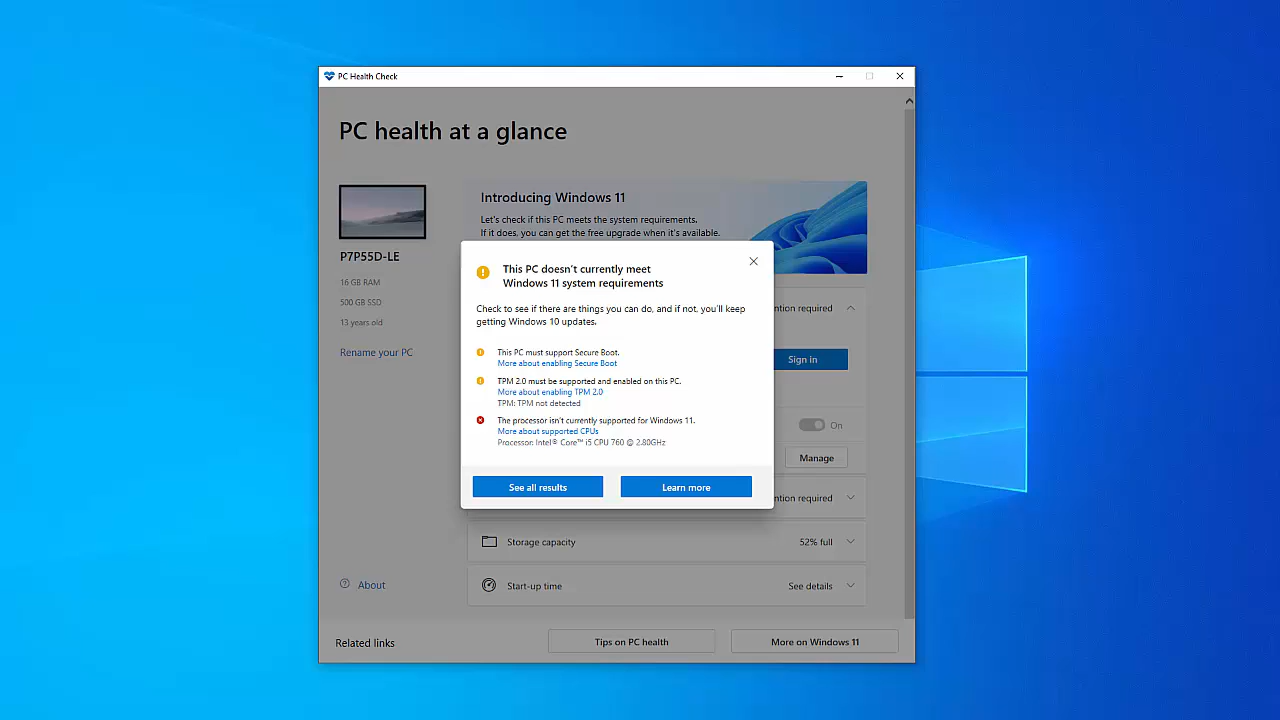 PC Health Check
PC health at a glance
P7P55D-LE
16 GB RAM
500 GB SSD
13 years old
Rename your PC
Introducing Windows 11
Let's check if this PC meets the system requirements.
If it does, you can get the free upgrade when it's available.
This PC doesn't currently meet
Windows 11 system requirements
Check to see if there are things you can do, and if not, you'll keep
getting Windows 10 updates.
This PC must support Secure Boot.
More about enabling Secure Boot
TPM 2.0 must be supported and enabled on this PC.
More about enabling TPM 2.0
TPM: TPM not detected
The processor isn't currently supported for Windows 11.
More about supported CPUs
Processor: Intel® Core™ i5 CPU 760 @ 2.80GHz
See all results
Learn more
ntion required
Sign in
On
Manage
ntion required
Storage capacity
52% full
Start-up time
See details
About
Related links
Tips on PC health
More on Windows 11